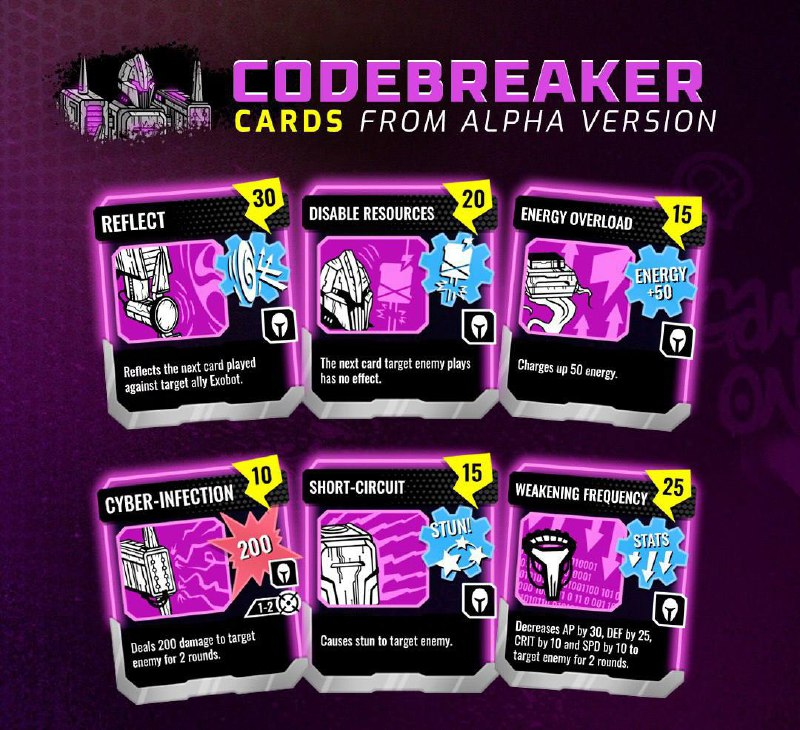 CODEBREAKER
CARDS FROM ALPHA VERSION
REFLECT
30
Reflects the next card played
against target ally Exobot.
DISABLE RESOURCES
20
The next card target enemy plays
has no effect.
ENERGY OVERLOAD
15
ENERGY
+50
Charges up 50 energy.
CYBER-INFECTION
10
200
1-2
Deals 200 damage to target
enemy for 2 rounds.
SHORT-CIRCUIT
15
STUN!
Causes stun to target enemy.
WEAKENING FREQUENCY
25
STATS
Decreases AP by 30, DEF by 25,
CRIT by 10 and SPD by 10 to
target enemy for 2 rounds.